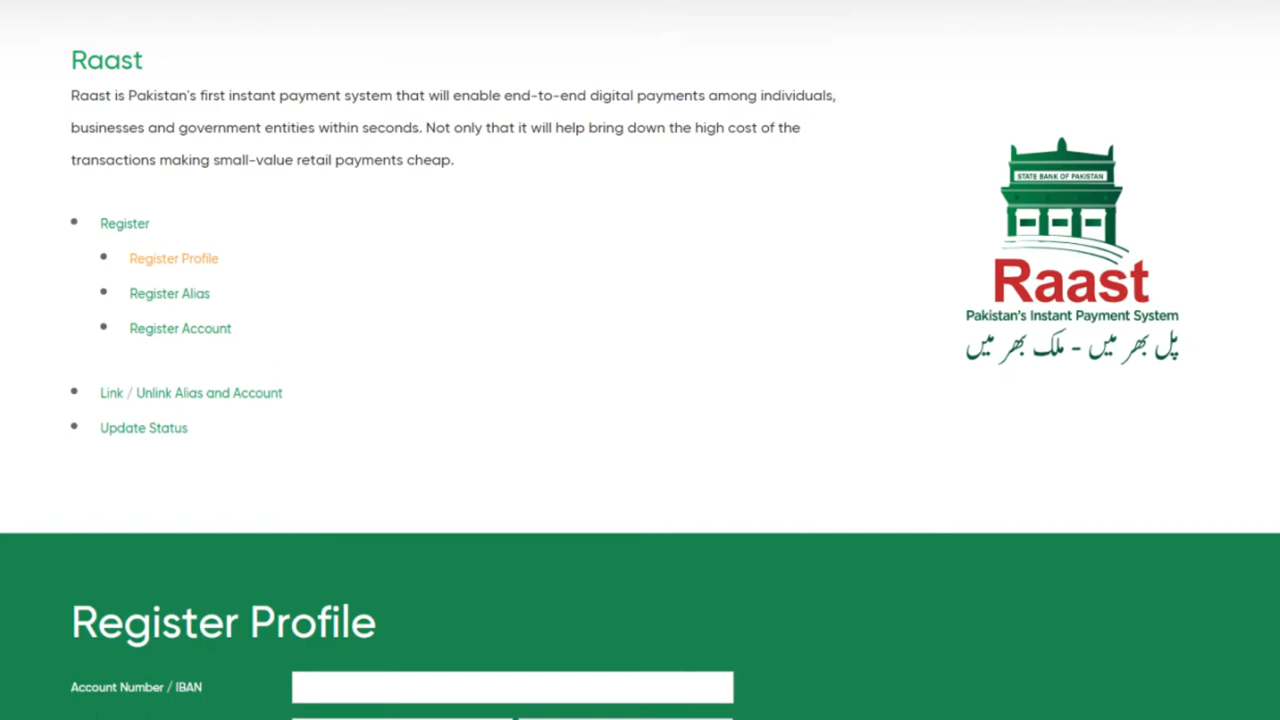 Raast
Raast is Pakistan's first instant payment system that will enable end-to-end digital payments among individuals,
businesses and government entities within seconds. Not only that it will help bring down the high cost of the
transactions making small-value retail payments cheap.
Register
Register Profile
Register Alias
Register Account
Link / Unlink Alias and Account
Update Status
STATE BANK OF PAKISTAN
Raast
Pakistan's Instant Payment System
پل بھر میں - ملک بھر میں
Register Profile
Account Number / IBAN